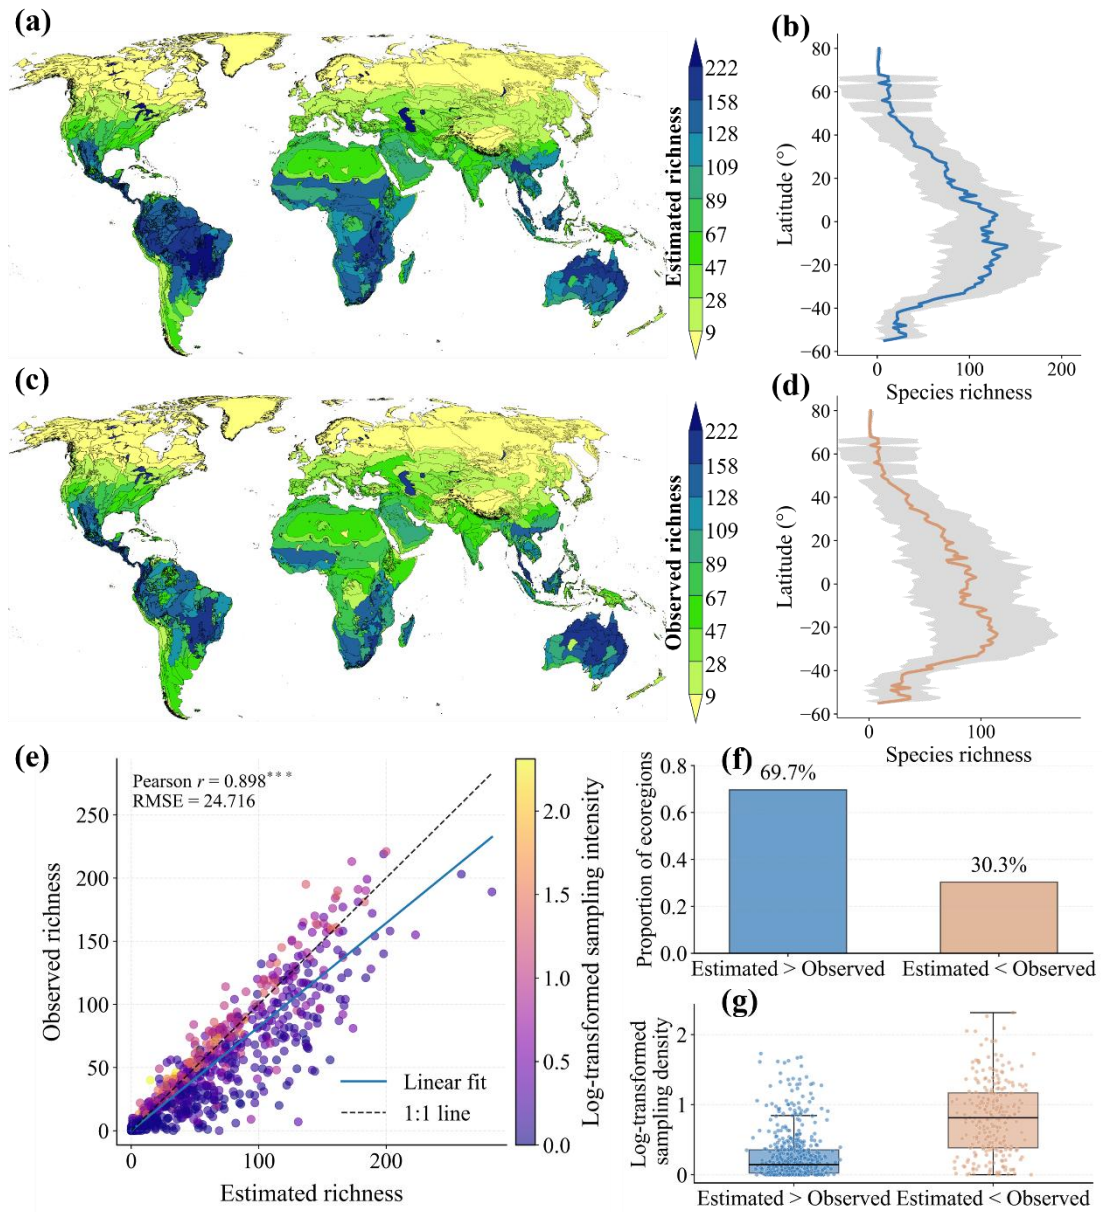 (a)
222
158
128
109
89
67
47
28
9
Estimated richness
(b)
80
60
40
20
0
−20
−40
−60
Latitude (°)
0 100 200
Species richness
(c)
222
158
128
109
89
67
47
28
9
Observed richness
(d)
80
60
40
20
0
−20
−40
−60
Latitude (°)
0 100
Species richness
(e)
Pearson r = 0.898***
RMSE = 24.716
250
200
150
100
50
0
Observed richness
0 100 200
Estimated richness
Linear fit
1:1 line
2.0
1.5
1.0
0.5
0.0
Log-transformed sampling intensity
(f)
69.7%
30.3%
0.8
0.6
0.4
0.2
0.0
Proportion of ecoregions
Estimated > Observed Estimated < Observed
(g)
2
1
0
Log-transformed
sampling density
Estimated > Observed Estimated < Observed